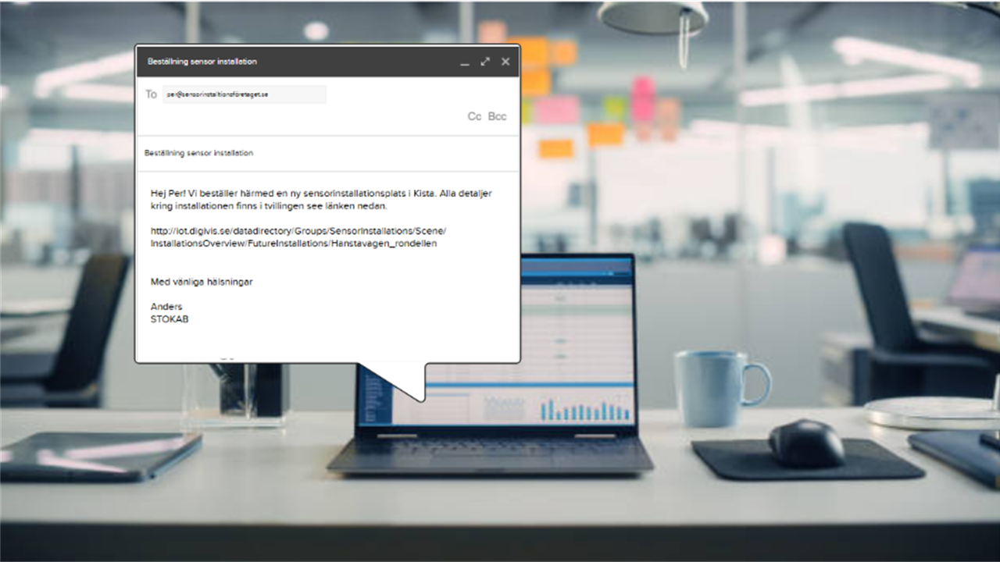 Beställning sensor installation
To per@sensorinstalltionsföretaget.se
Cc Bcc
Beställning sensor installation
Hej Per! Vi beställer härmed en ny sensorinstallationsplats i Kista. Alla detaljer
kring installationen finns i tvillingen see länken nedan.
http://iot.digivis.se/datadirectory/Groups/SensorInstallations/Scene/
InstallationsOverview/FutureInstallations/Hanstavagen_rondellen
Med vänliga hälsningar
Anders
STOKAB